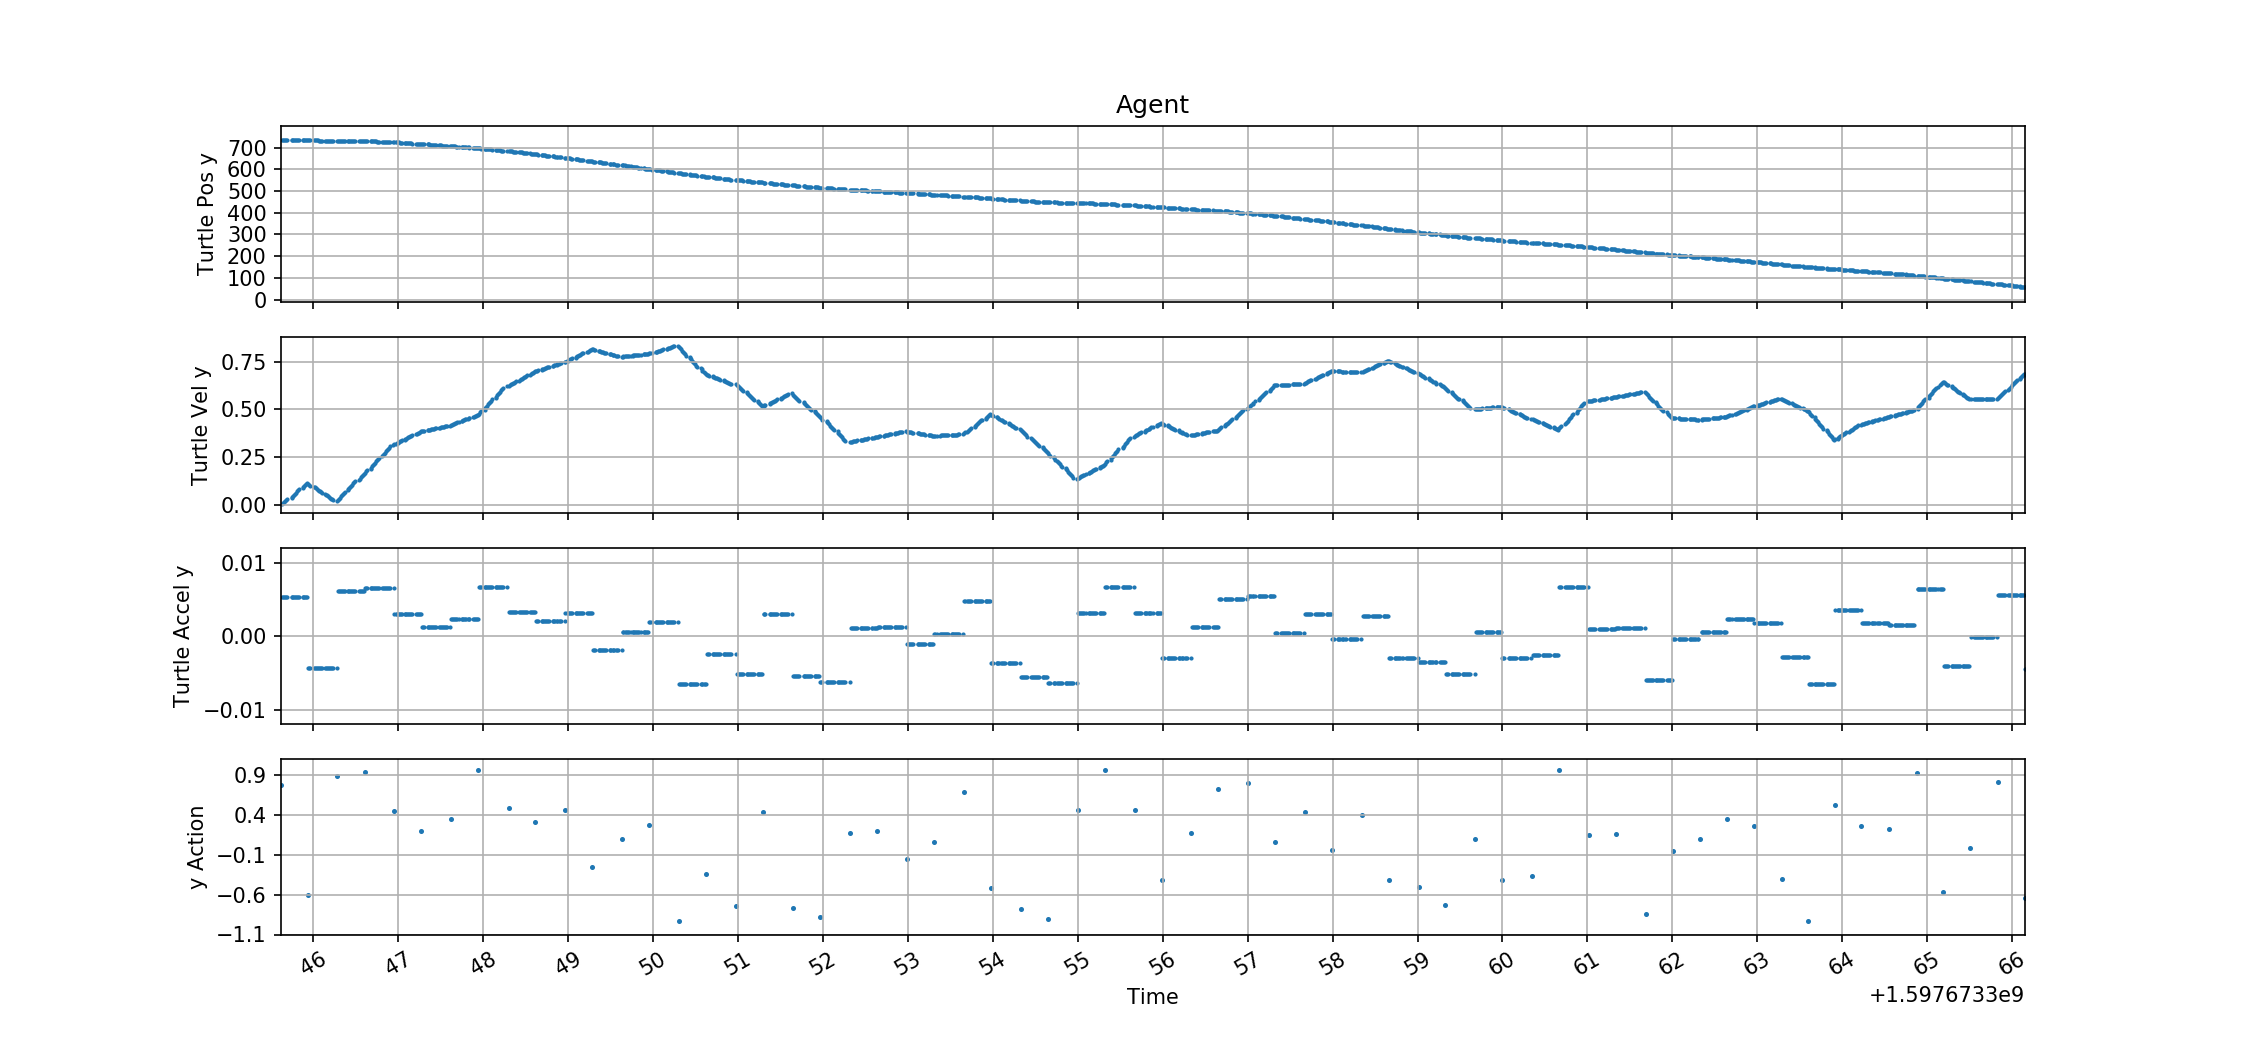 Agent
Turtle Pos y
700
600
500
400
300
200
100
0
Turtle Vel y
0.75
0.50
0.25
0.00
Turtle Accel y
0.01
0.00
−0.01
y Action
0.9
0.4
−0.1
−0.6
−1.1
46 47 48 49 50 51 52 53 54 55 56 57 58 59 60 61 62 63 64 65 66
Time
+1.5976733e9